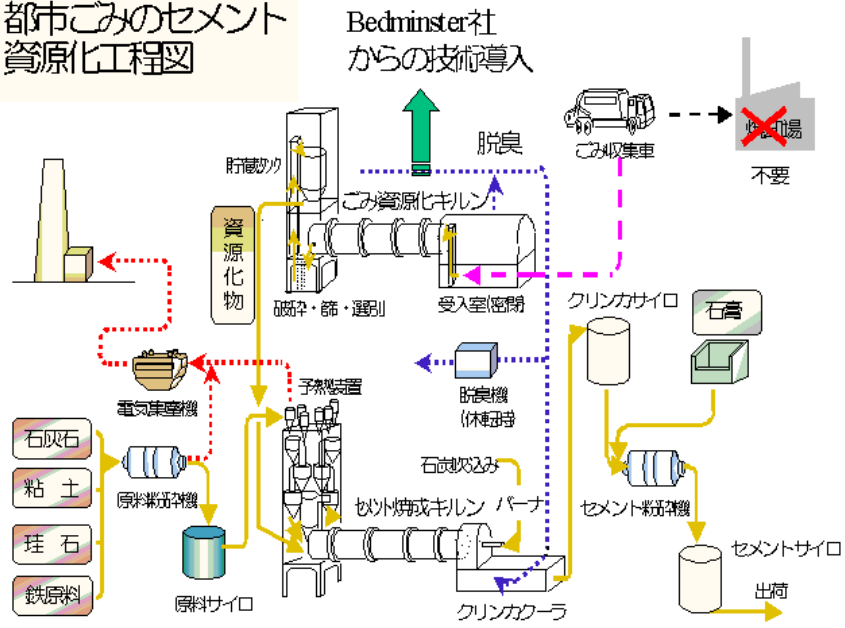 都市ごみのセメント
資源化工程図
Bedminster社
からの技術導入
脱臭
ごみ収集車
焼却場
不要
貯蔵タンク
ごみ資源化キルン
資源化物
破砕・篩・選別
受入室(密閉)
クリンカサイロ
石膏
予熱装置
脱臭機
(休転時)
電気集塵機
石灰石
粘土
珪石
鉄原料
原料粉砕機
原料サイロ
石炭吹込み
セメント焼成キルン
バーナ
セメント粉砕機
クリンカクーラ
セメントサイロ
出荷